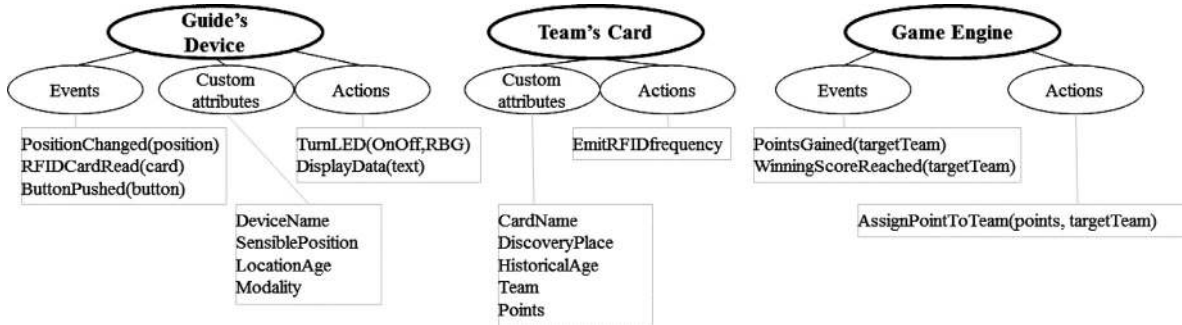 Guide's
Device
Team's Card
Game Engine
Events
Custom
attributes
Actions
Custom
attributes
Actions
Events
Actions
PositionChanged(position)
RFIDCardRead(card)
ButtonPushed(button)
TurnLED(OnOff,RBG)
DisplayData(text)
EmitRFIDfrequency
PointsGained(targetTeam)
WinningScoreReached(targetTeam)
DeviceName
SensiblePosition
LocationAge
Modality
CardName
DiscoveryPlace
HistoricalAge
Team
Points
AssignPointToTeam(points, targetTeam)